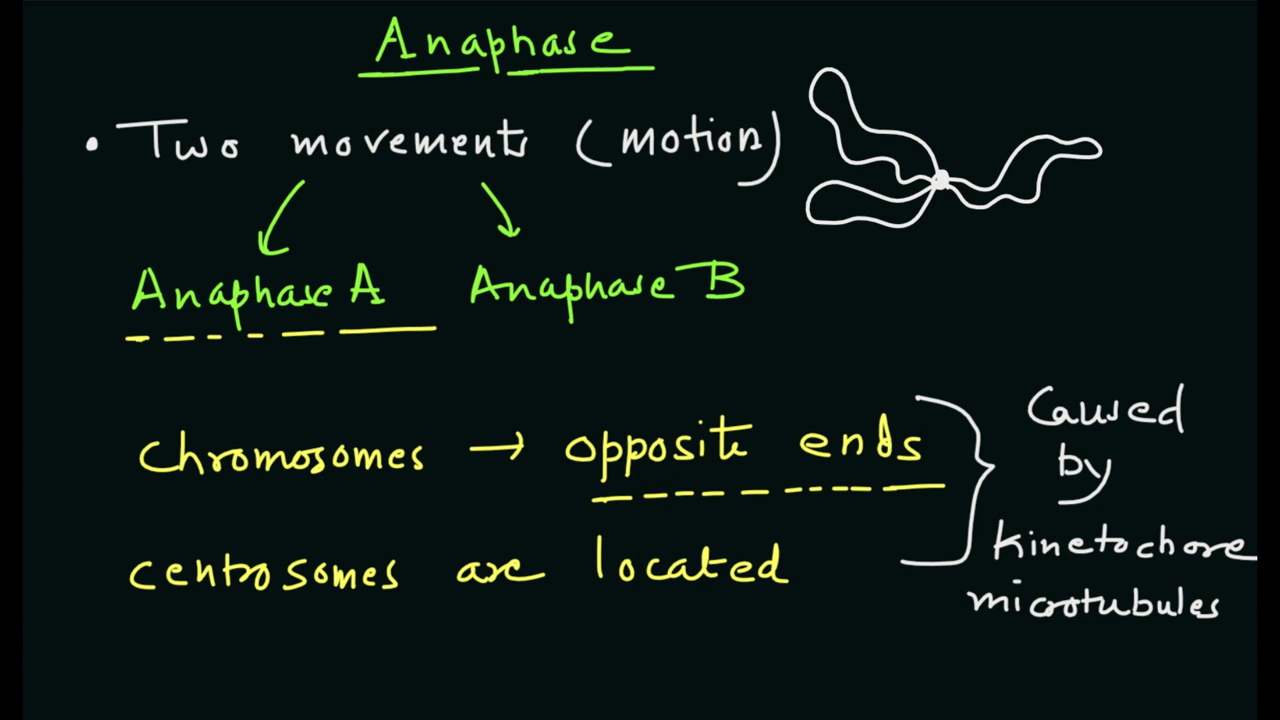 Anaphase
• Two movements (motion)
Anaphase A Anaphase B
chromosomes → opposite ends
centrosomes are located
Caused
by
kinetochore
microtubules